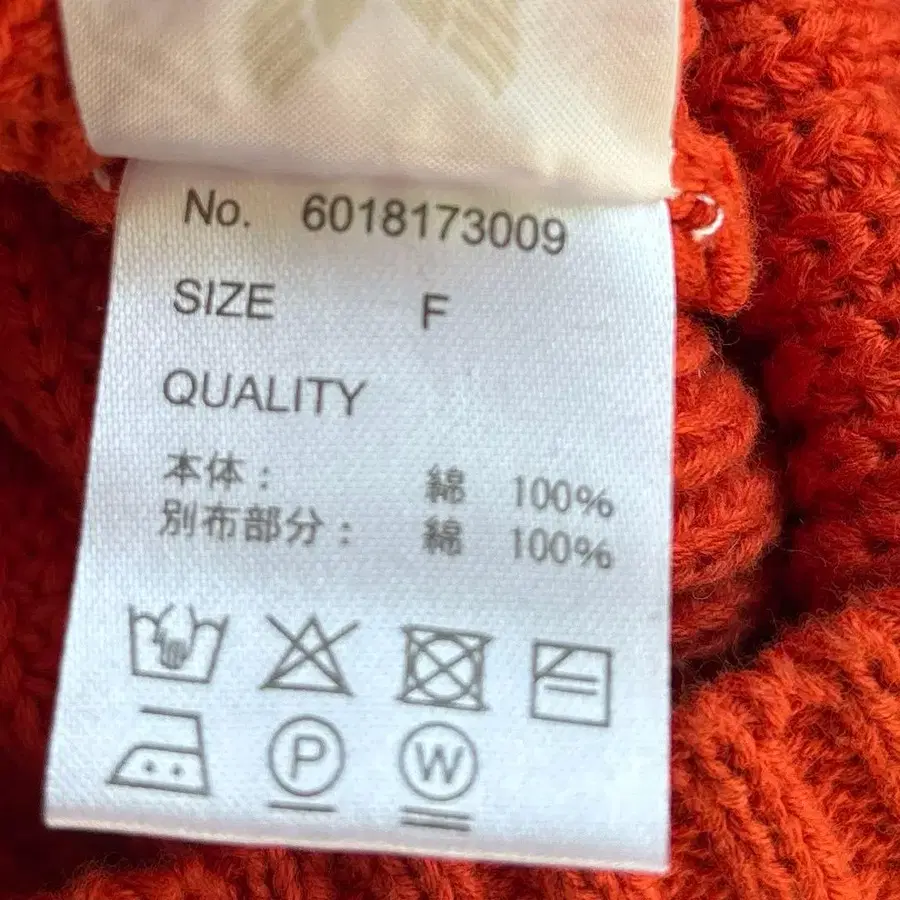 No. 6018173009
SIZE F
QUALITY
本体： 綿 100%
別布部分： 綿 100%
P W